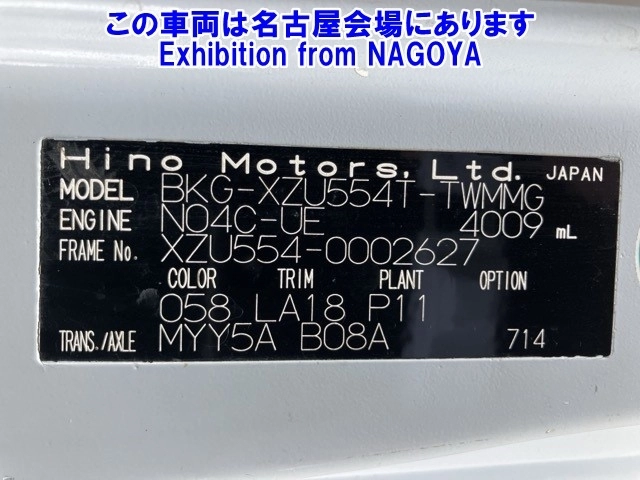 この車両は名古屋会場にあります
Exhibition from NAGOYA
Hino Motors, Ltd. JAPAN
MODEL BKG-XZU554T-TWMMG
ENGINE N04C-UE 4009 mL
FRAME No. XZU554-0002627
COLOR TRIM PLANT OPTION
058 LA18 P11
TRANS./AXLE MYY5A B08A 714